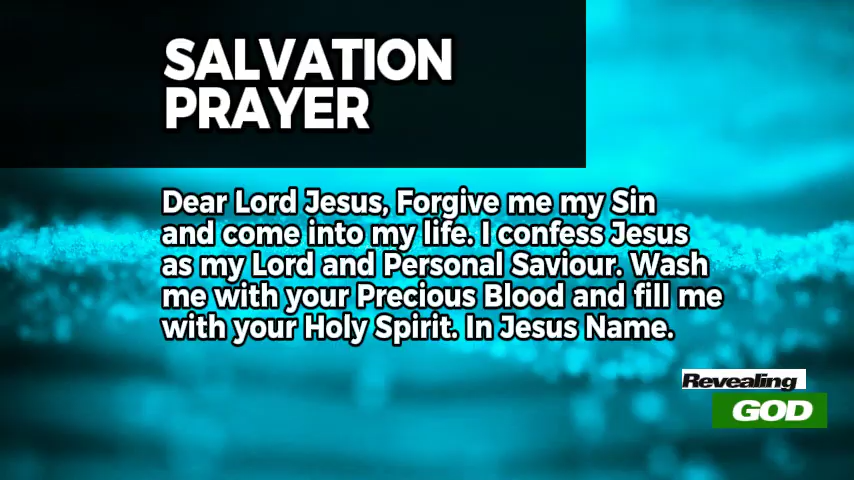 SALVATION
PRAYER
Dear Lord Jesus, Forgive me my Sin
and come into my life. I confess Jesus
as my Lord and Personal Saviour. Wash
me with your Precious Blood and fill me
with your Holy Spirit. In Jesus Name.
Revealing
GOD